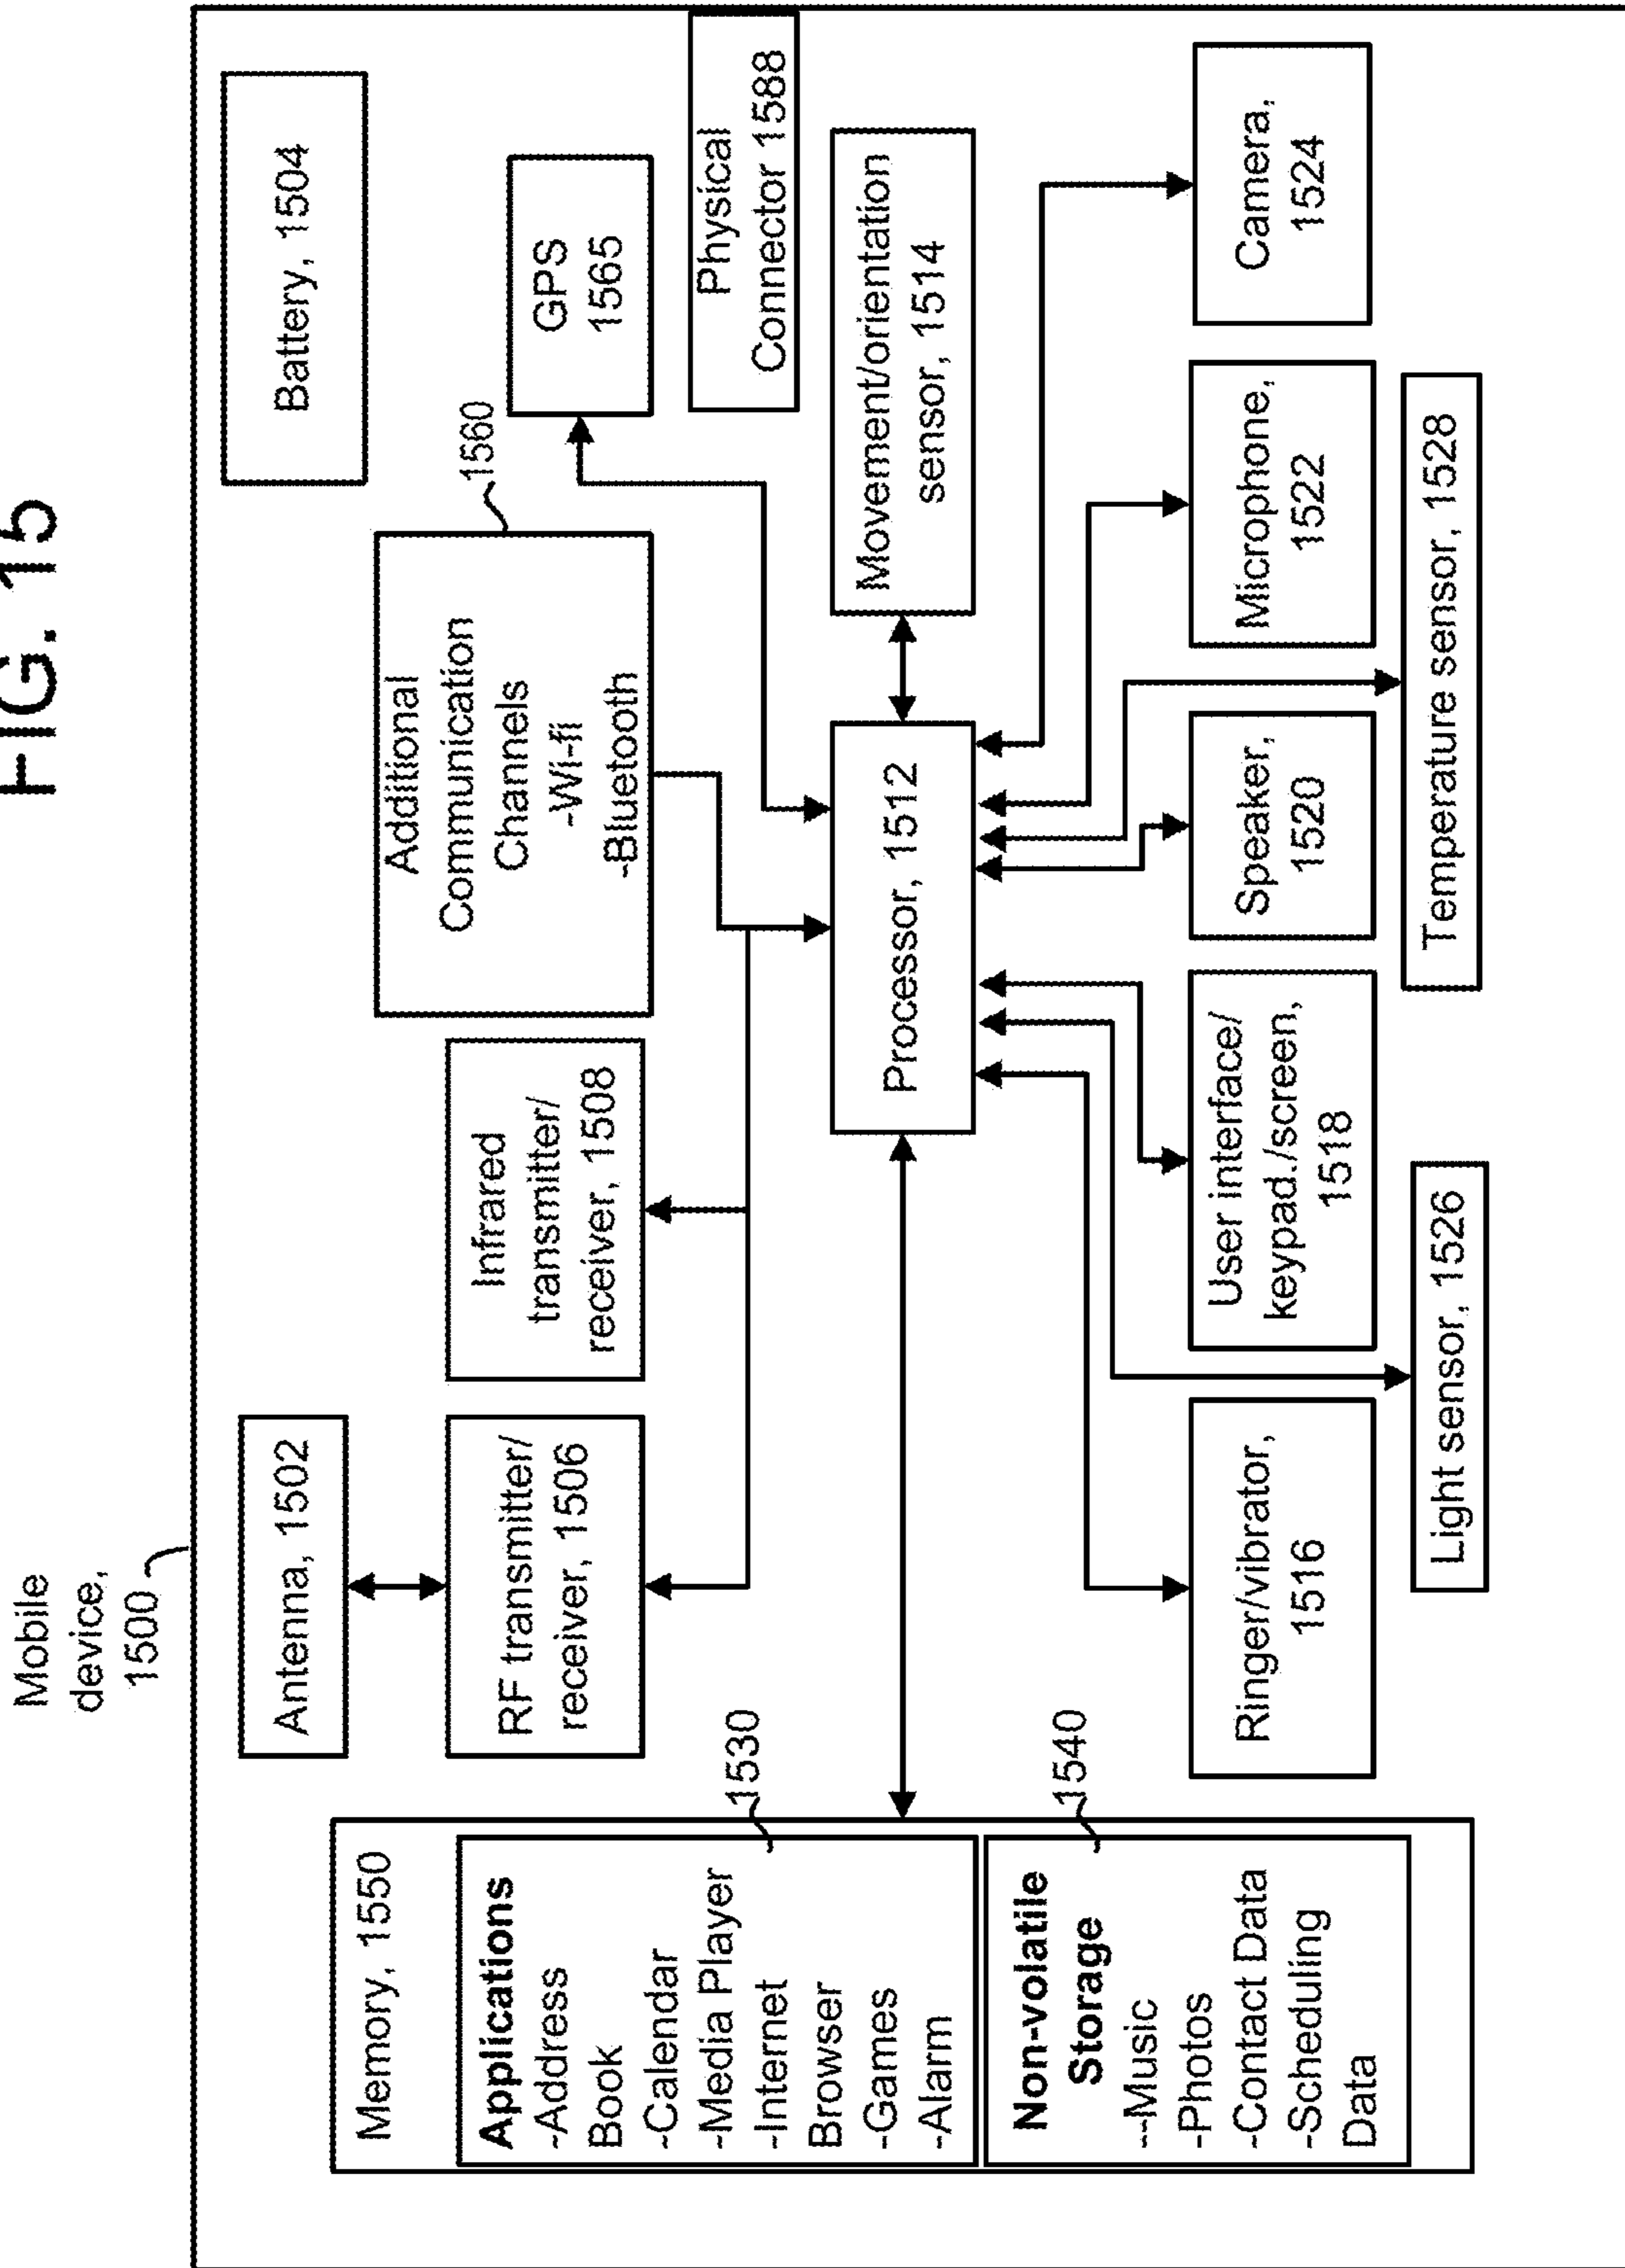 FIG. 15
Mobile
device,
1500
Memory, 1550
Applications
-Address
Book
-Calendar
-Media Player
-Internet
Browser
-Games
-Alarm
1530
Non-volatile
Storage
---Music
-Photos
-Contact Data
-Scheduling
Data
1540
Antenna, 1502
RF transmitter/
receiver, 1506
Infrared
transmitter/
receiver, 1508
Additional
Communication
Channels
-Wi-fi
-Bluetooth
1560
Battery, 1504
GPS
1565
Physical
Connector 1588
Processor, 1512
Movement/orientation
sensor, 1514
Ringer/vibrator,
1516
User interface/
keypad./screen,
1518
Speaker,
1520
Microphone,
1522
Camera,
1524
Light sensor, 1526
Temperature sensor, 1528